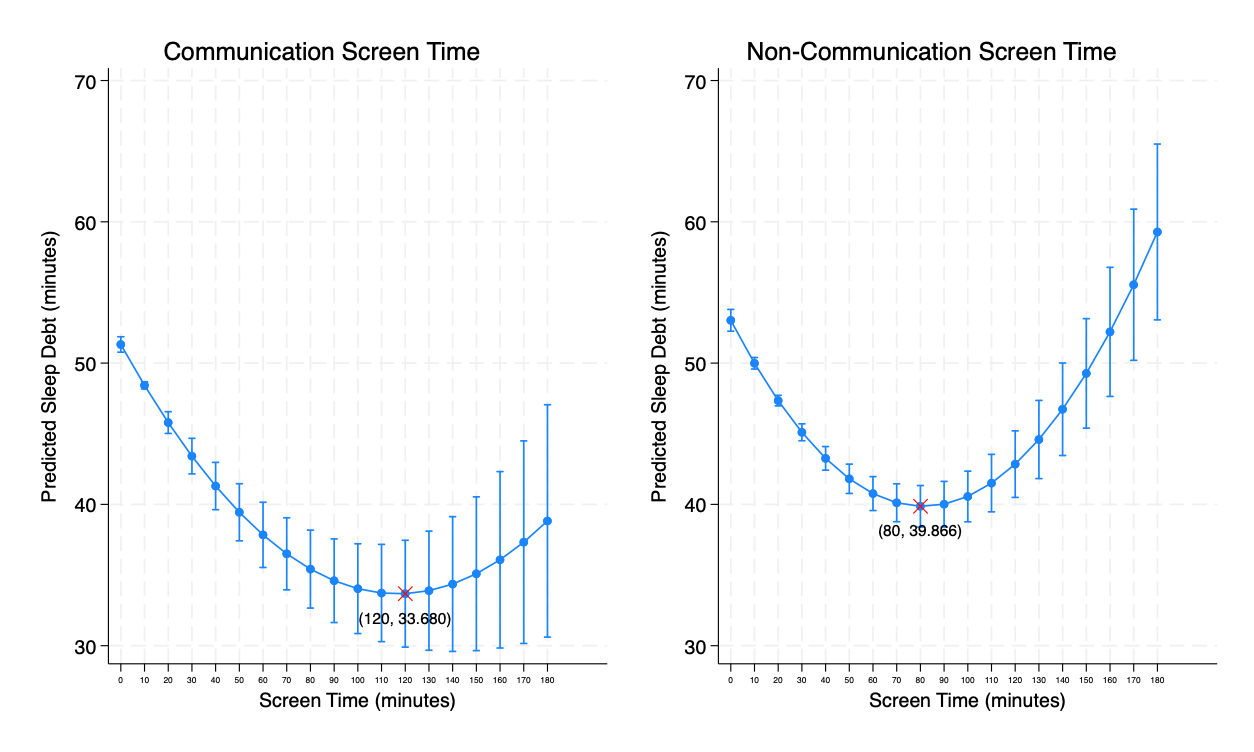 Communication Screen Time
70
60
50
40
30
Predicted Sleep Debt (minutes)
(120, 33.680)
0 10 20 30 40 50 60 70 80 90 100 110 120 130 140 150 160 170 180
Screen Time (minutes)
Non-Communication Screen Time
70
60
50
40
30
Predicted Sleep Debt (minutes)
(80, 39.866)
0 10 20 30 40 50 60 70 80 90 100 110 120 130 140 150 160 170 180
Screen Time (minutes)